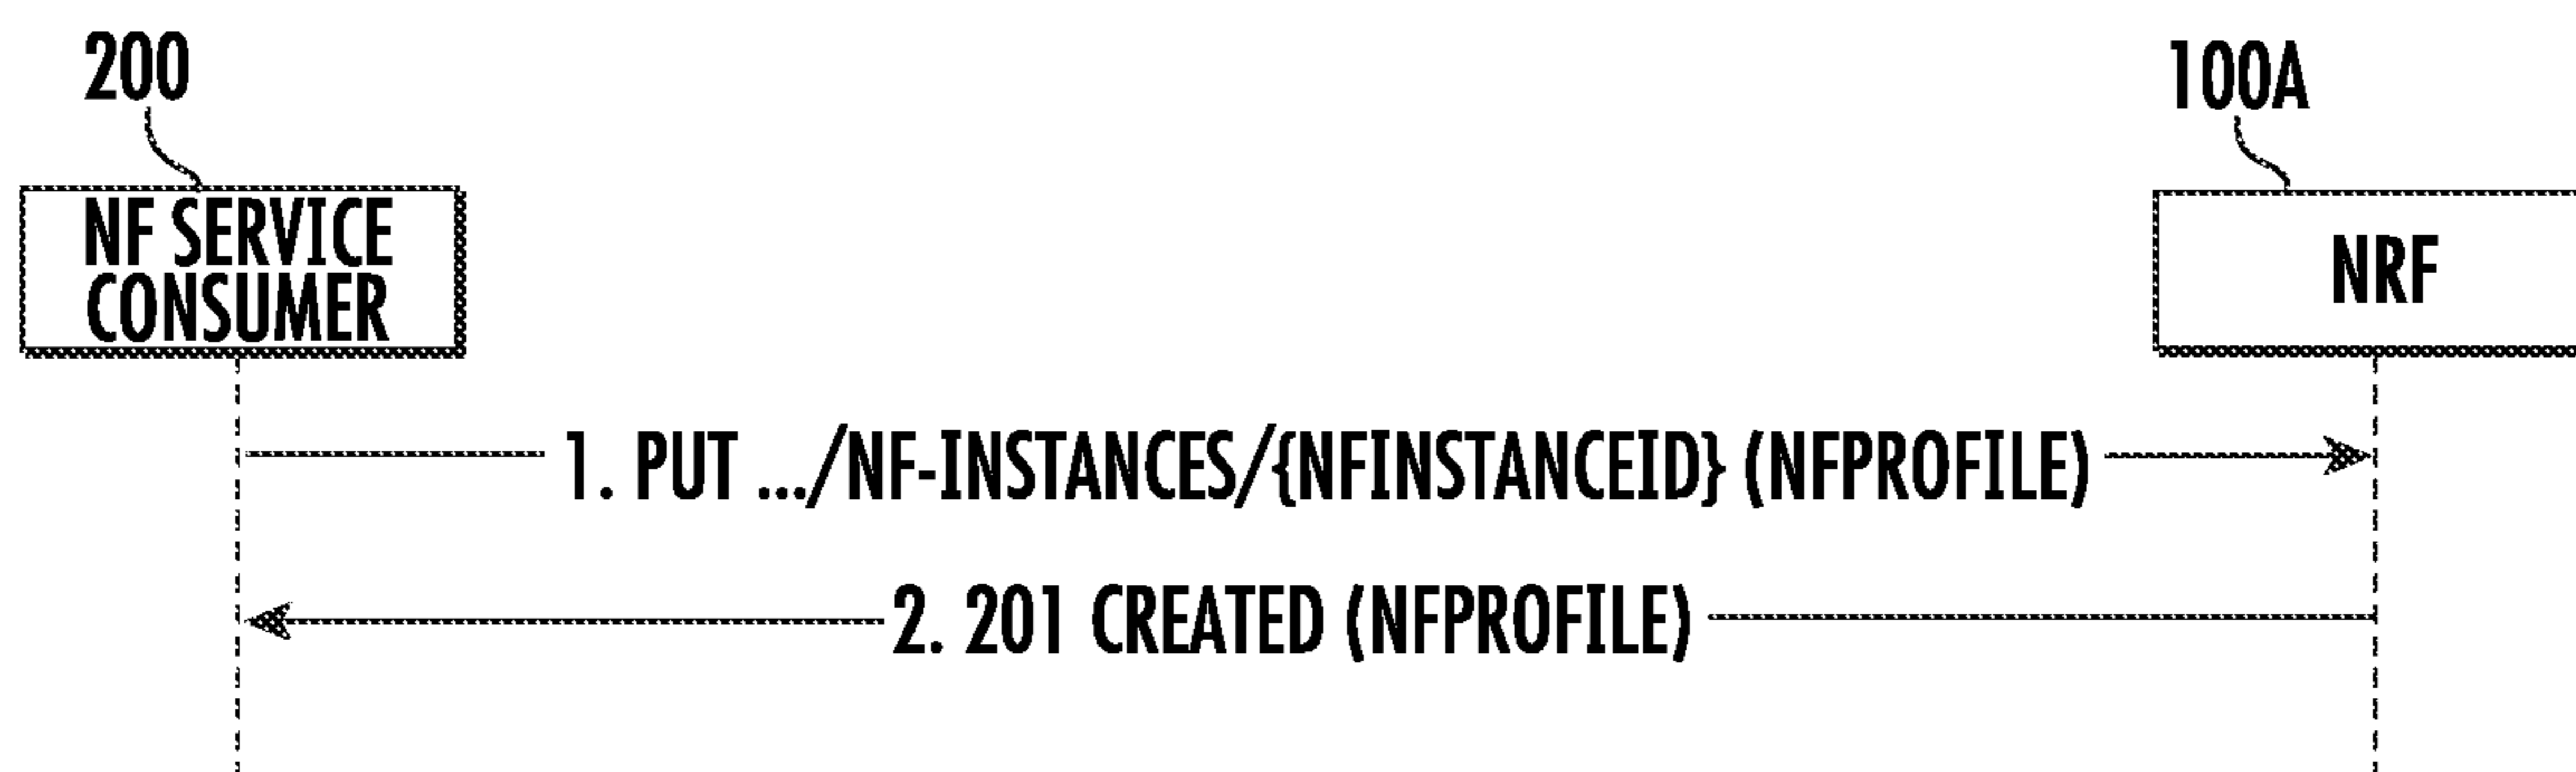 200
100A
NF SERVICE
CONSUMER
NRF
1. PUT .../NF-INSTANCES/{NFINSTANCEID} (NFPROFILE)
2. 201 CREATED (NFPROFILE)